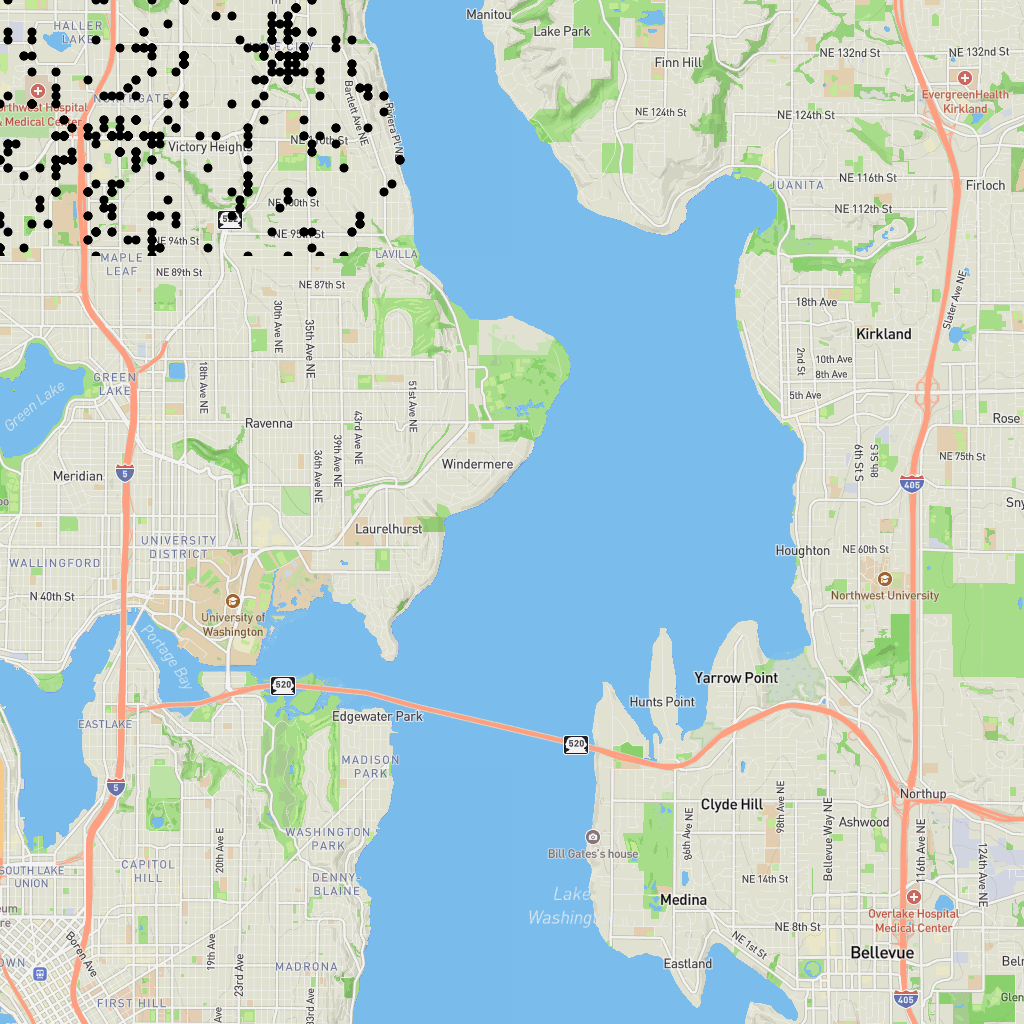 Manitou
HALLER
LAKE
Lake Park
NE 132nd St
NE 132nd St
Finn Hill
EvergreenHealth
Kirkland
Northwest Hospital
& Medical Center
NORTHGATE
Bartlett Ave NE
Riviera Pl NE
NE 124th St
NE 124th St
Victory Heights
JUANITA
NE 116th St
Firloch
NE 112th St
NE 95th St
NE 94th St
LAVILLA
MAPLE
LEAF
NE 89th St
NE 87th St
Slater Ave NE
18th Ave
30th Ave NE
35th Ave NE
Kirkland
2nd St
10th Ave
8th Ave
5th Ave
GREEN
LAKE
Green Lake
18th Ave NE
51st Ave NE
43rd Ave NE
39th Ave NE
36th Ave NE
Ravenna
Rose
Windermere
6th St S
8th St S
NE 75th St
Meridian
5
405
Laurelhurst
UNIVERSITY
DISTRICT
Houghton
NE 60th St
WALLINGFORD
Northwest University
N 40th St
University of
Washington
Portage Bay
Yarrow Point
520
Hunts Point
Edgewater Park
EASTLAKE
520
MADISON
PARK
5
Northup
Clyde Hill
98th Ave NE
Bellevue Way NE
86th Ave NE
Ashwood
116th Ave NE
124th Ave NE
20th Ave E
WASHINGTON
PARK
Bill Gates's house
CAPITOL
HILL
SOUTH LAKE
UNION
DENNY-
BLAINE
NE 14th St
Lake
Washington
Medina
Overlake Hospital
Medical Center
NE 8th St
Boren Ave
19th Ave
23rd Ave
NE 1st St
Bellevue
MADRONA
Eastland
FIRST HILL
33rd Ave
405